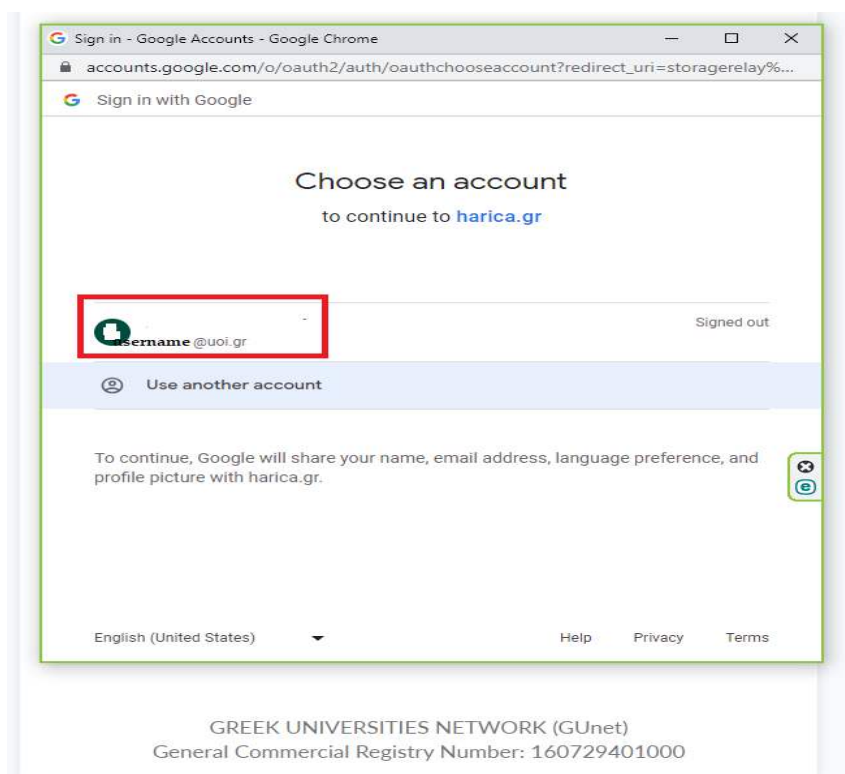 Sign in - Google Accounts - Google Chrome
accounts.google.com/o/oauth2/auth/oauthchooseaccount?redirect_uri=storagerelay%...
Sign in with Google
Choose an account
to continue to harica.gr
username @uoi.gr
Signed out
Use another account
To continue, Google will share your name, email address, language preference, and
profile picture with harica.gr.
English (United States)
Help Privacy Terms
GREEK UNIVERSITIES NETWORK (GUnet)
General Commercial Registry Number: 160729401000